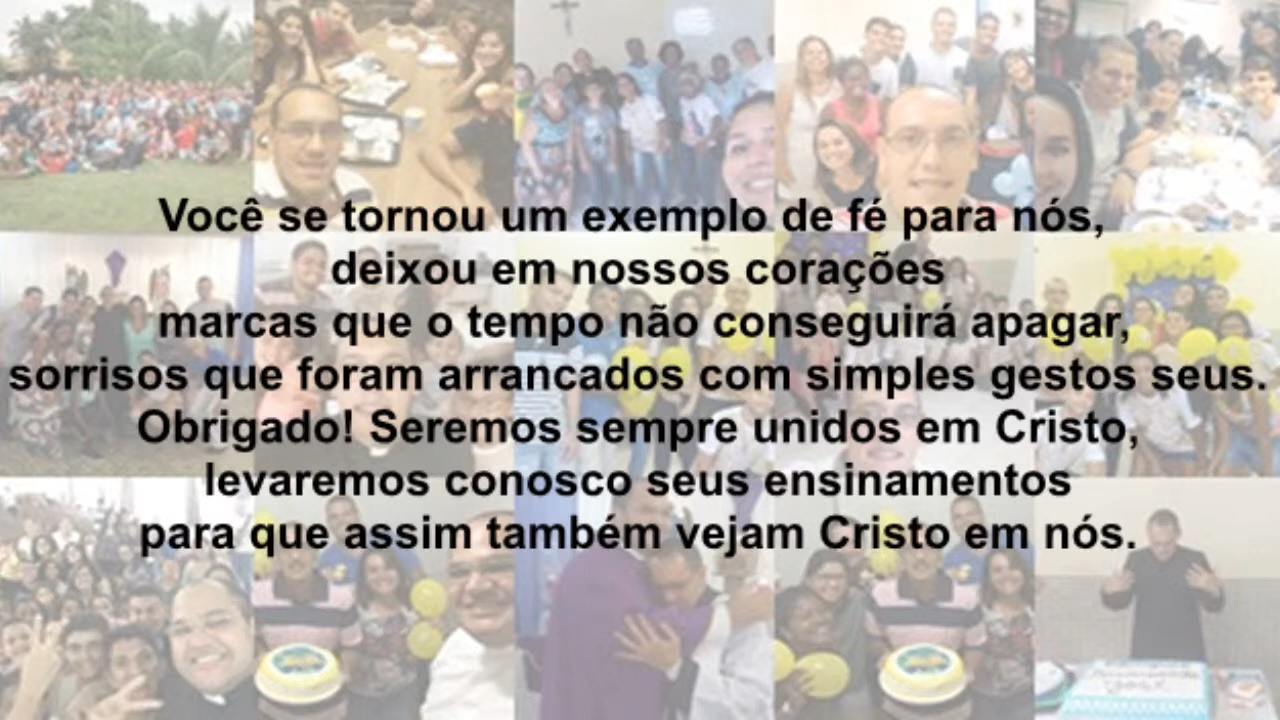 Você se tornou um exemplo de fé para nós,
deixou em nossos corações
marcas que o tempo não conseguirá apagar,
sorrisos que foram arrancados com simples gestos seus.
Obrigado! Seremos sempre unidos em Cristo,
levaremos conosco seus ensinamentos
para que assim também vejam Cristo em nós.